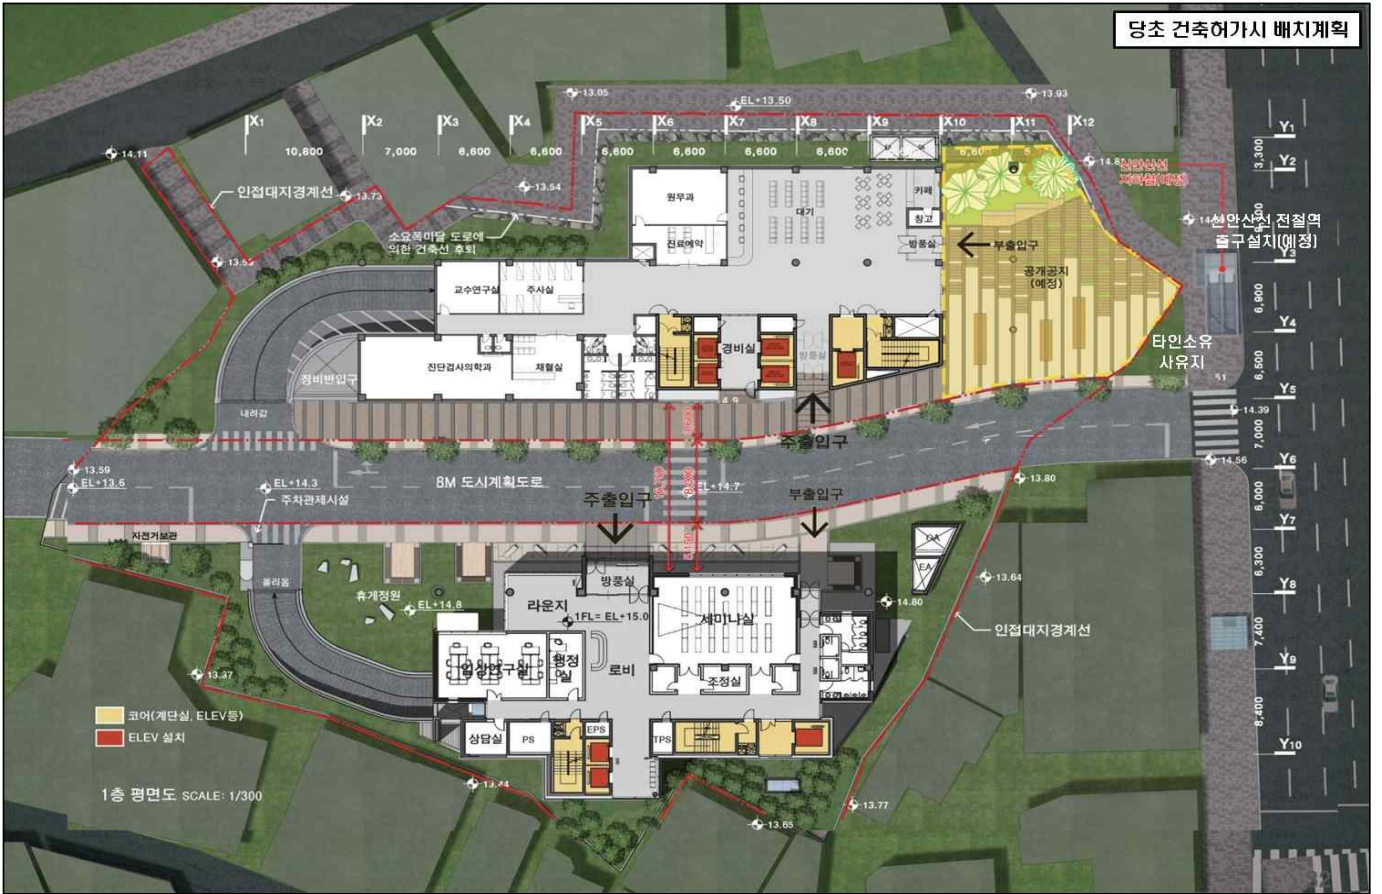 당초 건축허가시 배치계획
13.05
EL+13.50
13.93
X1
X2
X3
X4
X5
X6
X7
X8
X9
X10
X11
X12
10,800
7,000
6,600
6,600
6,600
6,600
6,600
6,600
Y1
3,300
Y2
14.11
인접대지경계선
13.73
13.54
소요폭미달 도로에
의한 건축선 후퇴
원무과
진료예약
대기
카페
창고
방풍실
부출입구
공개공지
(예정)
신안산선 전철역
출구설치(예정)
Y3
6,900
Y4
6,500
Y5
타인소유
사유지
교수연구실
주사실
진단검사의학과
채혈실
경비실
방풍실
정비반입구
내려감
주출입구
14.39
7,000
14.56
Y6
13.59
EL+13.6
EL+14.3
주차관제시설
8M 도시계획도로
EL+14.7
13.80
6,000
주출입구
부출입구
Y7
자전거보관
올라옴
휴게정원
EL+14.8
방풍실
라운지
1FL= EL+15.0
세미나실
OA
EA
13.64
14.80
6,300
Y8
인접대지경계선
7,400
임상연구실
행정
실
로비
조정실
Y9
13.37
코어(계단실, ELEV등)
ELEV 설치
상담실
PS
EPS
TPS
8,400
Y10
13.44
1층 평면도 SCALE: 1/300
13.77
13.65